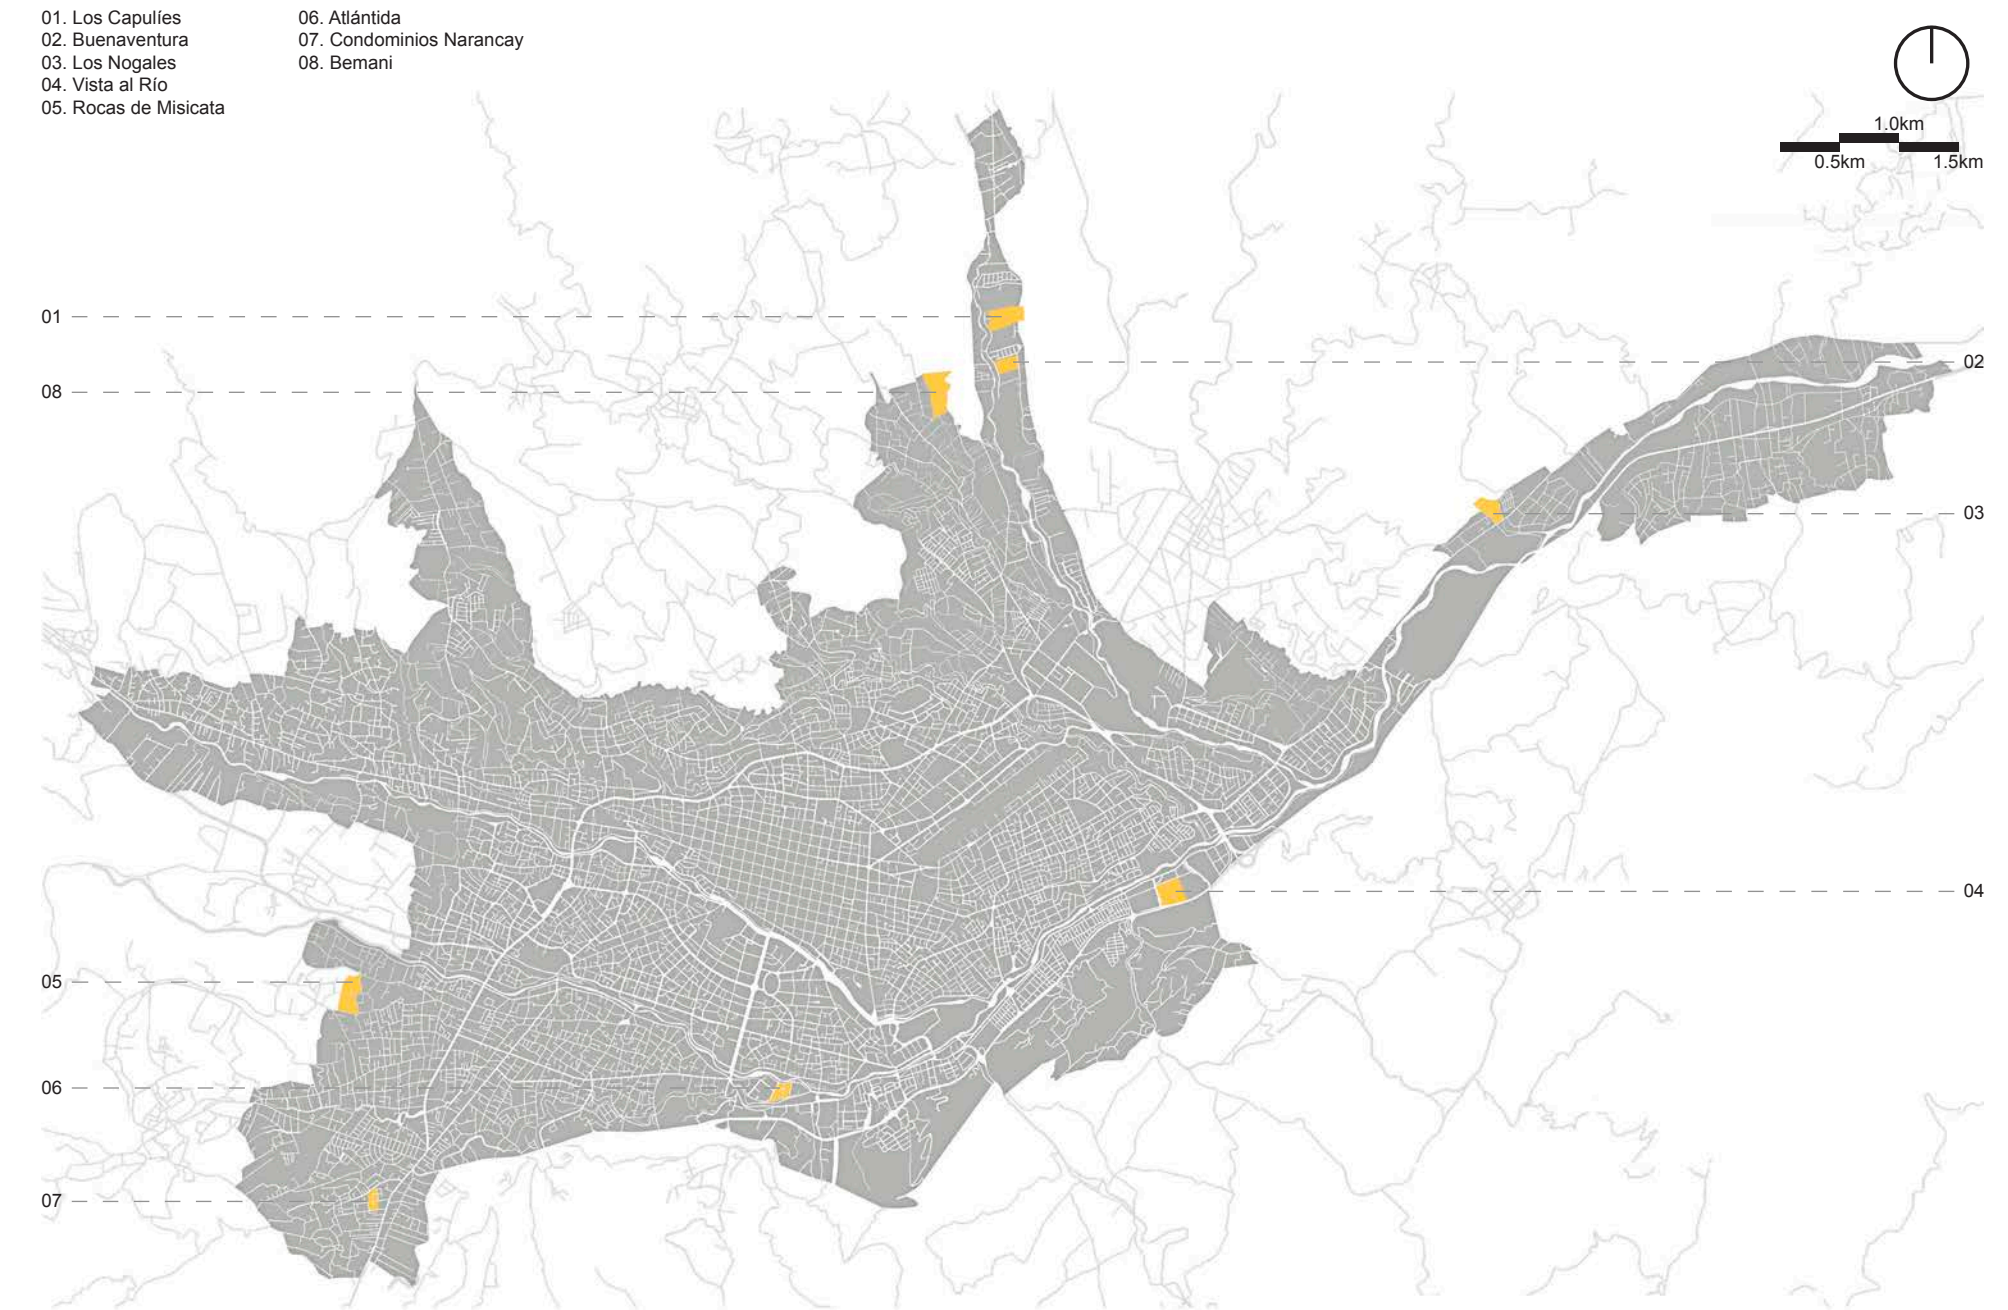 01. Los Capulíes
02. Buenaventura
03. Los Nogales
04. Vista al Río
05. Rocas de Misicata
06. Atlántida
07. Condominios Narancay
08. Bemani
1.0km
0.5km
1.5km
01
02
08
03
04
05
06
07